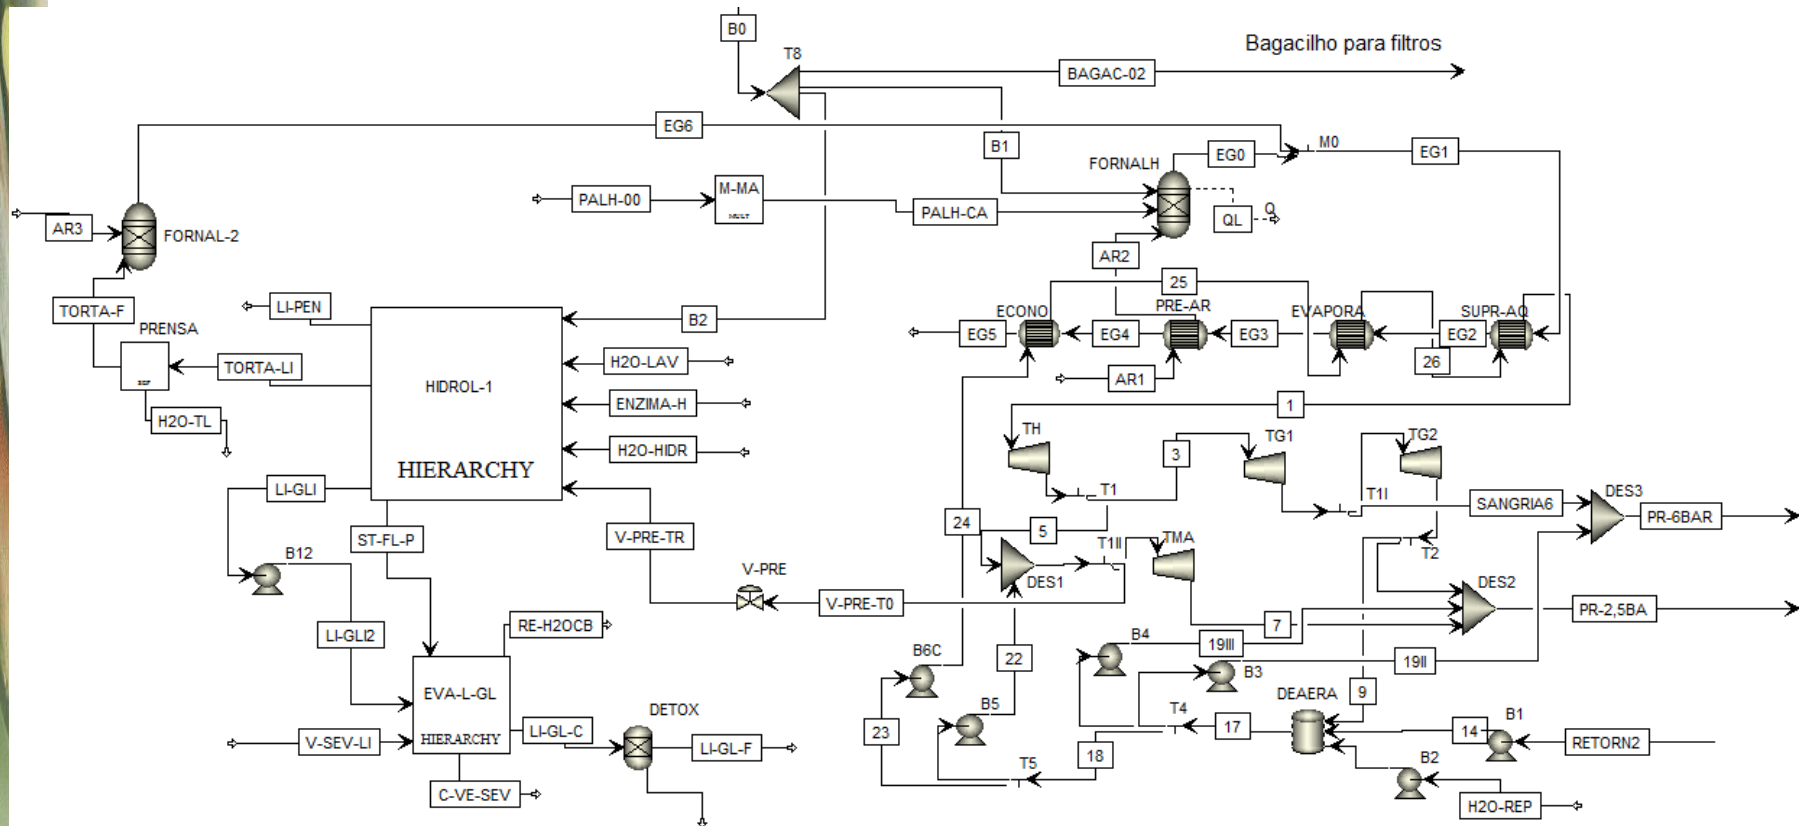 B0
Bagacilho para filtros
T8
BAGAC-02
EG6
B1
M0
EG1
EG0
FORNALH
M-MA
MULT
PALH-00
PALH-CA
QL
Q
AR3
FORNAL-2
AR2
25
TORTA-F
LI-PEN
PRENSA
B2
ECONO
PRE-AR
EVAPORA
SUPR-AQ
EG5
EG4
EG3
EG2
26
TORTA-LI
H2O-LAV
AR1
HIDROL-1
ENZIMA-H
1
H2O-TL
TH
3
TG1
TG2
H2O-HIDR
HIERARCHY
LI-GLI
T1
T1I
SANGRIA6
DES3
PR-6BAR
24
5
ST-FL-P
V-PRE-TR
T1II
TMA
T2
B12
V-PRE
DES1
DES2
V-PRE-T0
PR-2,5BA
LI-GLI2
RE-H2OCB
7
B4
19III
B6C
22
B3
19II
EVA-L-GL
DEAERA
9
DETOX
B5
T4
17
14
B1
RETORN2
V-SEV-LI
HIERARCHY
LI-GL-C
LI-GL-F
23
18
T5
B2
C-VE-SEV
H2O-REP